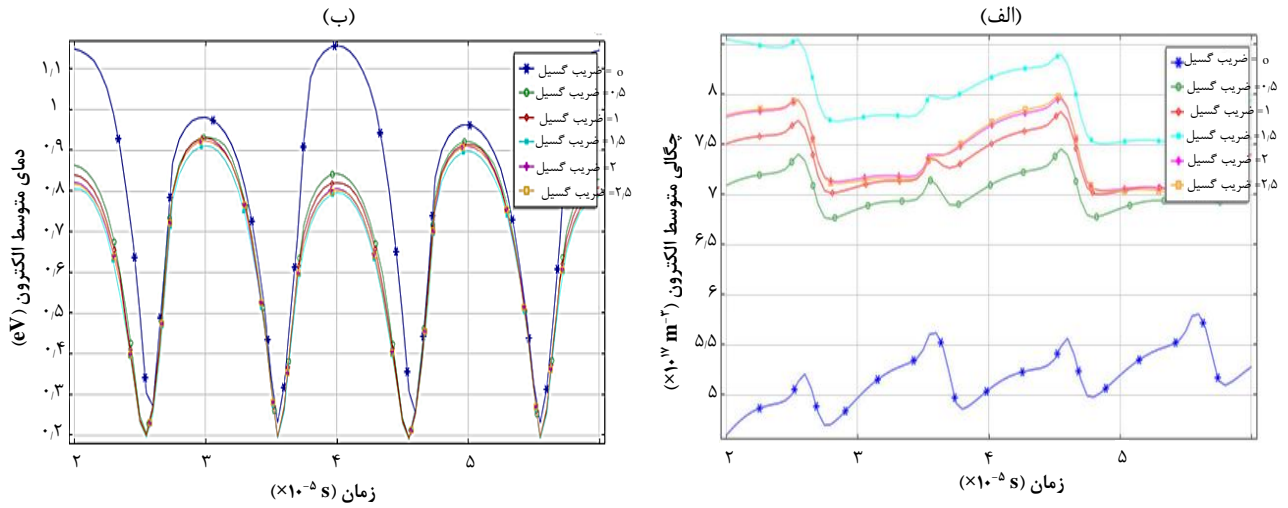 (الف)
۸
۷٫۵
۷
۶٫۵
۶
۵٫۵
۵
چگالی متوسط الکترون (×۱۰^۱۷ m^-۳)
۲
۳
۴
۵
زمان (×۱۰^-۵ s)
ضریب گسیل = ۰
ضریب گسیل =۰٫۵
ضریب گسیل =۱
ضریب گسیل =۱٫۵
ضریب گسیل =۲
ضریب گسیل =۲٫۵
(ب)
۱٫۱
۱
۰٫۹
۰٫۸
۰٫۷
۰٫۶
۰٫۵
۰٫۴
۰٫۳
۰٫۲
دمای متوسط الکترون (eV)
۲
۳
۴
۵
زمان (×۱۰^-۵ s)
ضریب گسیل = ۰
ضریب گسیل =۰٫۵
ضریب گسیل =۱
ضریب گسیل =۱٫۵
ضریب گسیل =۲
ضریب گسیل =۲٫۵